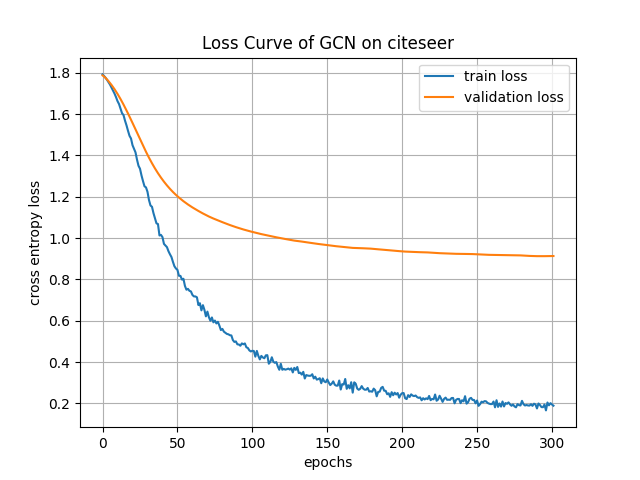 Loss Curve of GCN on citeseer
train loss
validation loss
cross entropy loss
1.8
1.6
1.4
1.2
1.0
0.8
0.6
0.4
0.2
0 50 100 150 200 250 300
epochs